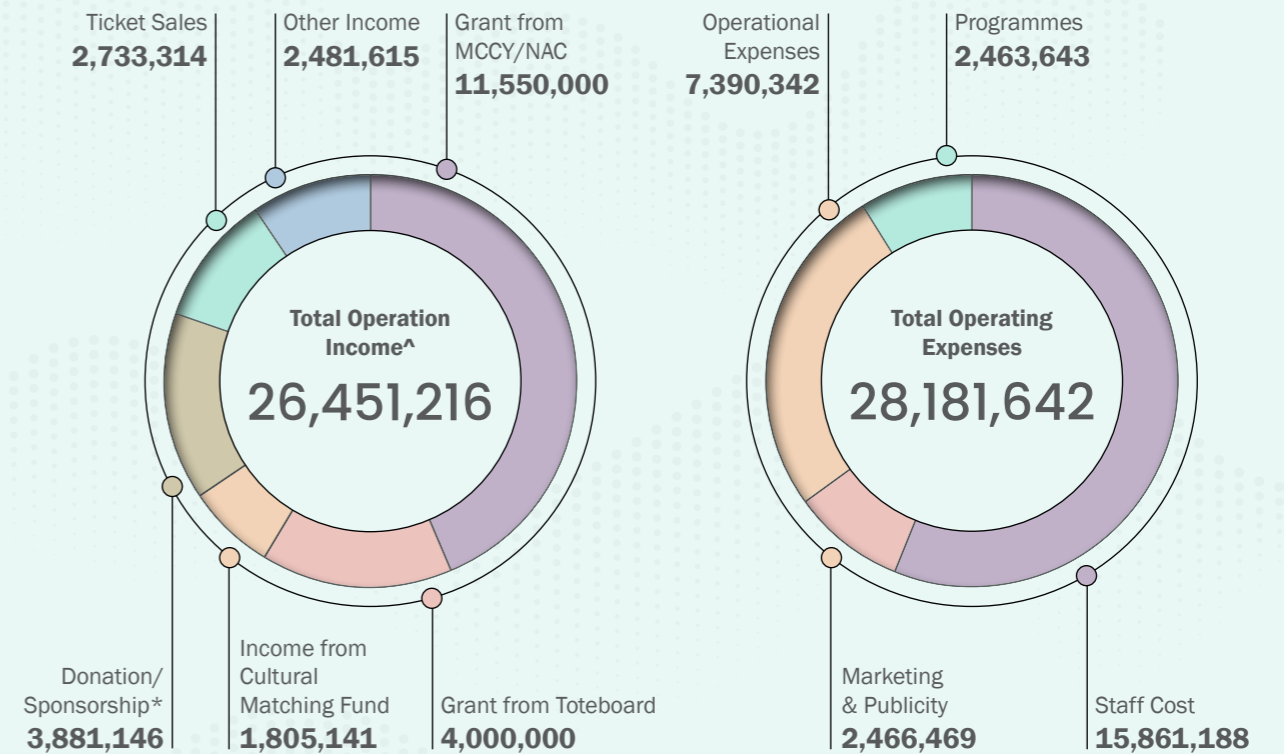 Ticket Sales
2,733,314
Other Income
2,481,615
Grant from
MCCY/NAC
11,550,000
Total Operation
Income^
26,451,216
Donation/
Sponsorship*
3,881,146
Income from
Cultural
Matching Fund
1,805,141
Grant from Toteboard
4,000,000
Operational
Expenses
7,390,342
Programmes
2,463,643
Total Operating
Expenses
28,181,642
Marketing
& Publicity
2,466,469
Staff Cost
15,861,188